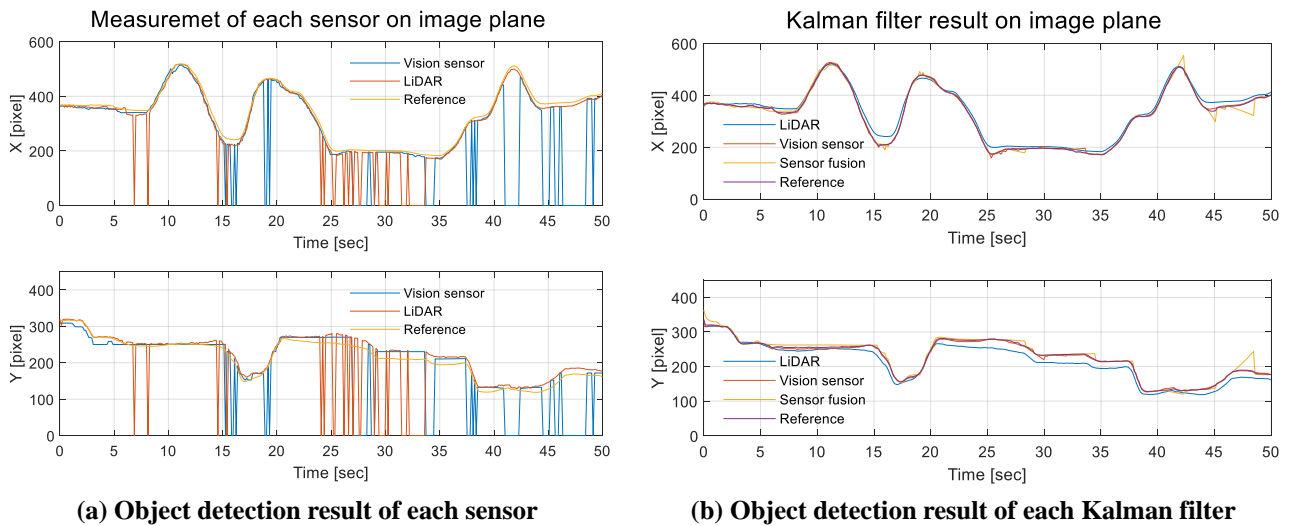 Measuremet of each sensor on image plane
600
400
200
0
X [pixel]
Vision sensor
LiDAR
Reference
0 5 10 15 20 25 30 35 40 45 50
Time [sec]
400
300
200
100
0
Y [pixel]
Vision sensor
LiDAR
Reference
0 5 10 15 20 25 30 35 40 45 50
Time [sec]
(a) Object detection result of each sensor
Kalman filter result on image plane
600
400
200
0
X [pixel]
LiDAR
Vision sensor
Sensor fusion
Reference
0 5 10 15 20 25 30 35 40 45 50
Time [sec]
400
300
200
100
0
Y [pixel]
LiDAR
Vision sensor
Sensor fusion
Reference
0 5 10 15 20 25 30 35 40 45 50
Time [sec]
(b) Object detection result of each Kalman filter